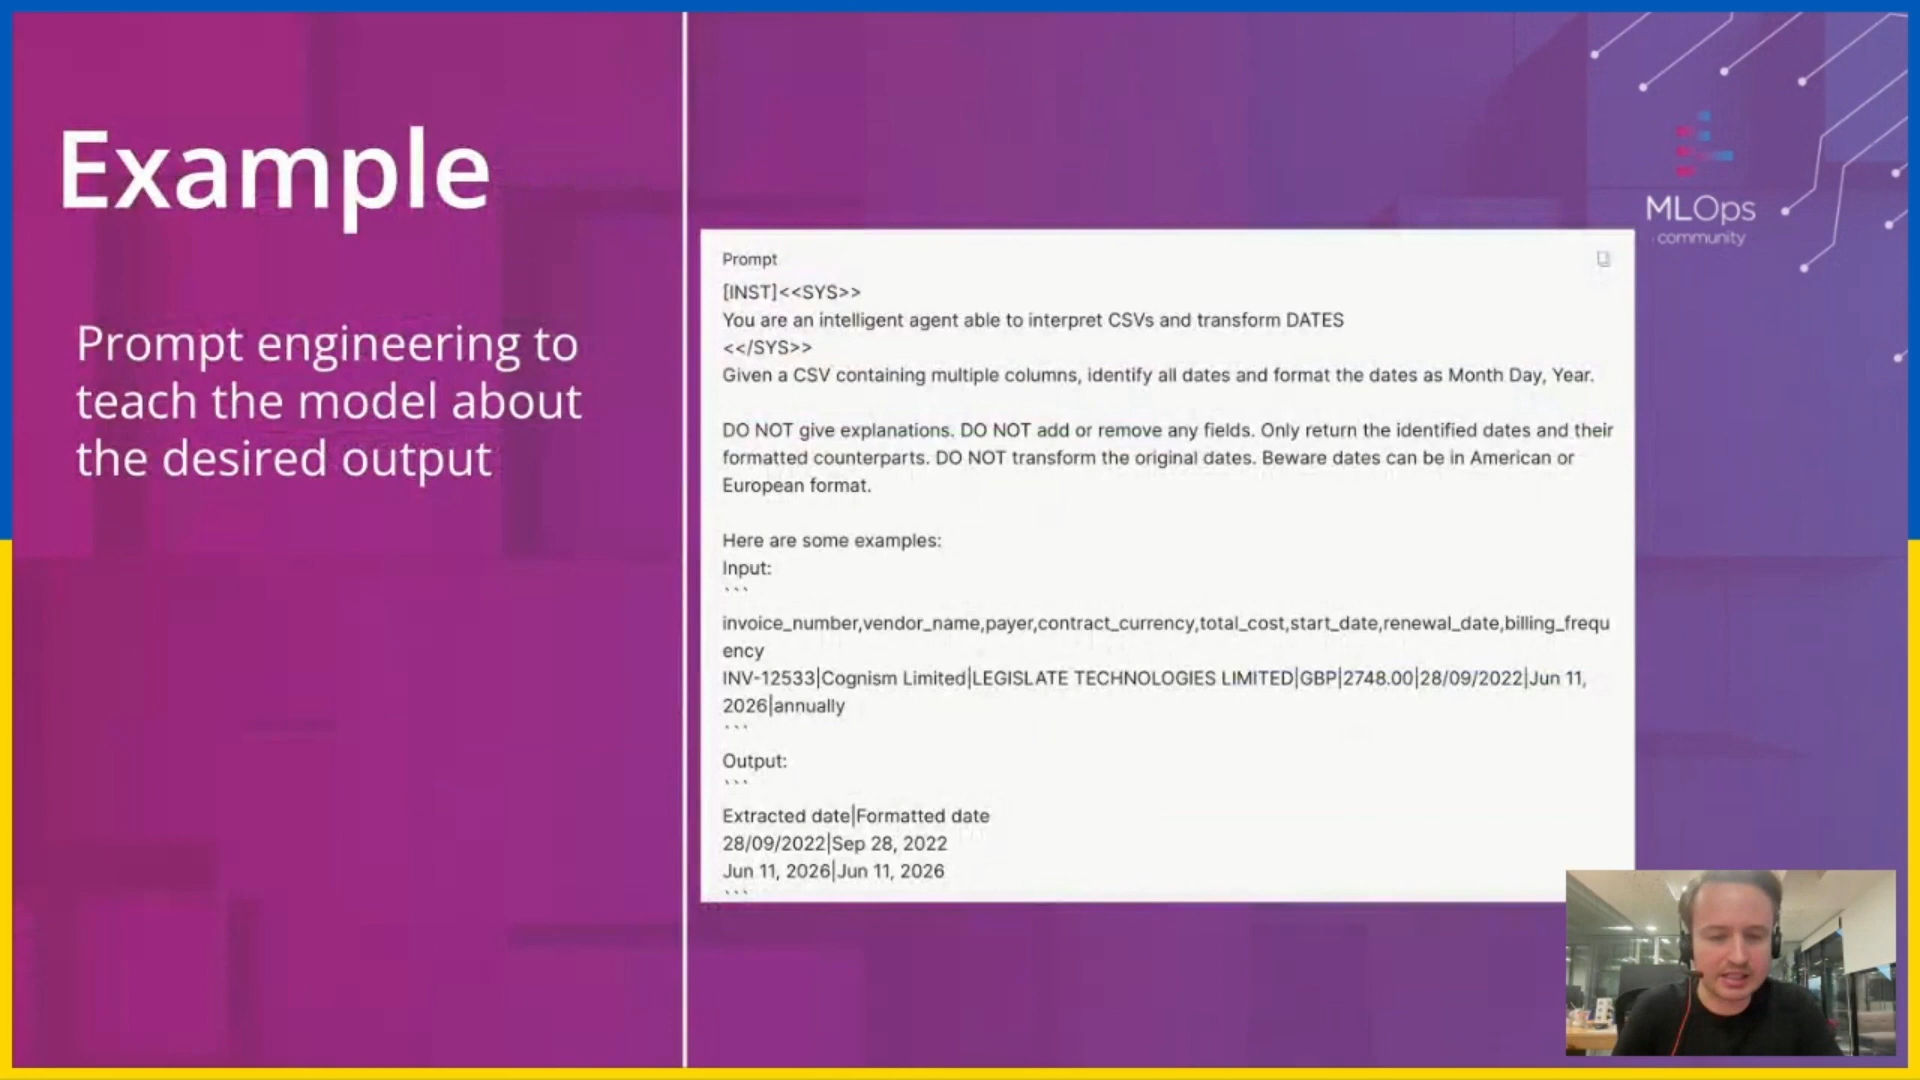 Example
Prompt engineering to
teach the model about
the desired output
MLOps
community
Prompt
[INST]<<SYS>>
You are an intelligent agent able to interpret CSVs and transform DATES
<</SYS>>
Given a CSV containing multiple columns, identify all dates and format the dates as Month Day, Year.
DO NOT give explanations. DO NOT add or remove any fields. Only return the identified dates and their
formatted counterparts. DO NOT transform the original dates. Beware dates can be in American or
European format.
Here are some examples:
Input:
```
invoice_number,vendor_name,payer,contract_currency,total_cost,start_date,renewal_date,billing_frequ
ency
INV-12533|Cognism Limited|LEGISLATE TECHNOLOGIES LIMITED|GBP|2748.00|28/09/2022|Jun 11,
2026|annually
```
Output:
```
Extracted date|Formatted date
28/09/2022|Sep 28, 2022
Jun 11, 2026|Jun 11, 2026
```